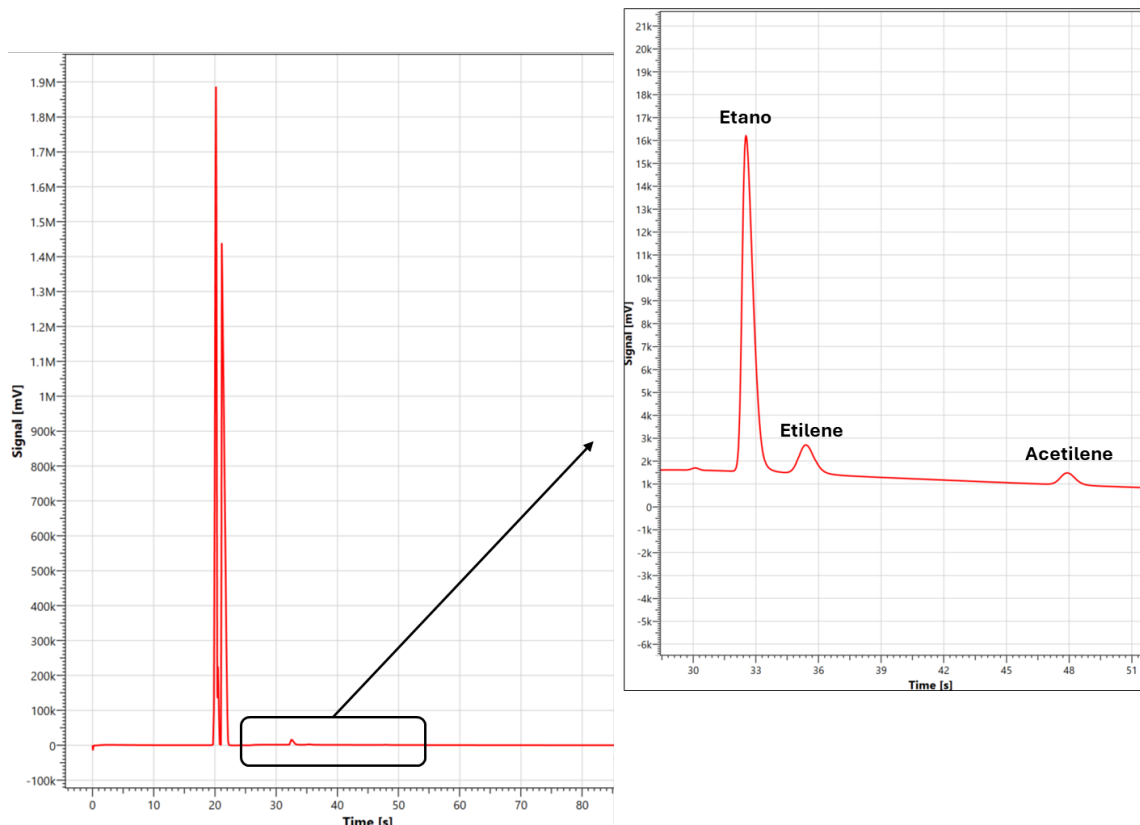 1.9M
1.8M
1.7M
1.6M
1.5M
1.4M
1.3M
1.2M
1.1M
1M
900k
800k
700k
600k
500k
400k
300k
200k
100k
0
-100k
Signal [mV]
0 10 20 30 40 50 60 70 80
Time [s]
21k
20k
19k
18k
17k
16k
15k
14k
13k
12k
11k
10k
9k
8k
7k
6k
5k
4k
3k
2k
1k
0
-1k
-2k
-3k
-4k
-5k
-6k
Signal [mV]
Etano
Etilene
Acetilene
30 33 36 39 42 45 48 51
Time [s]